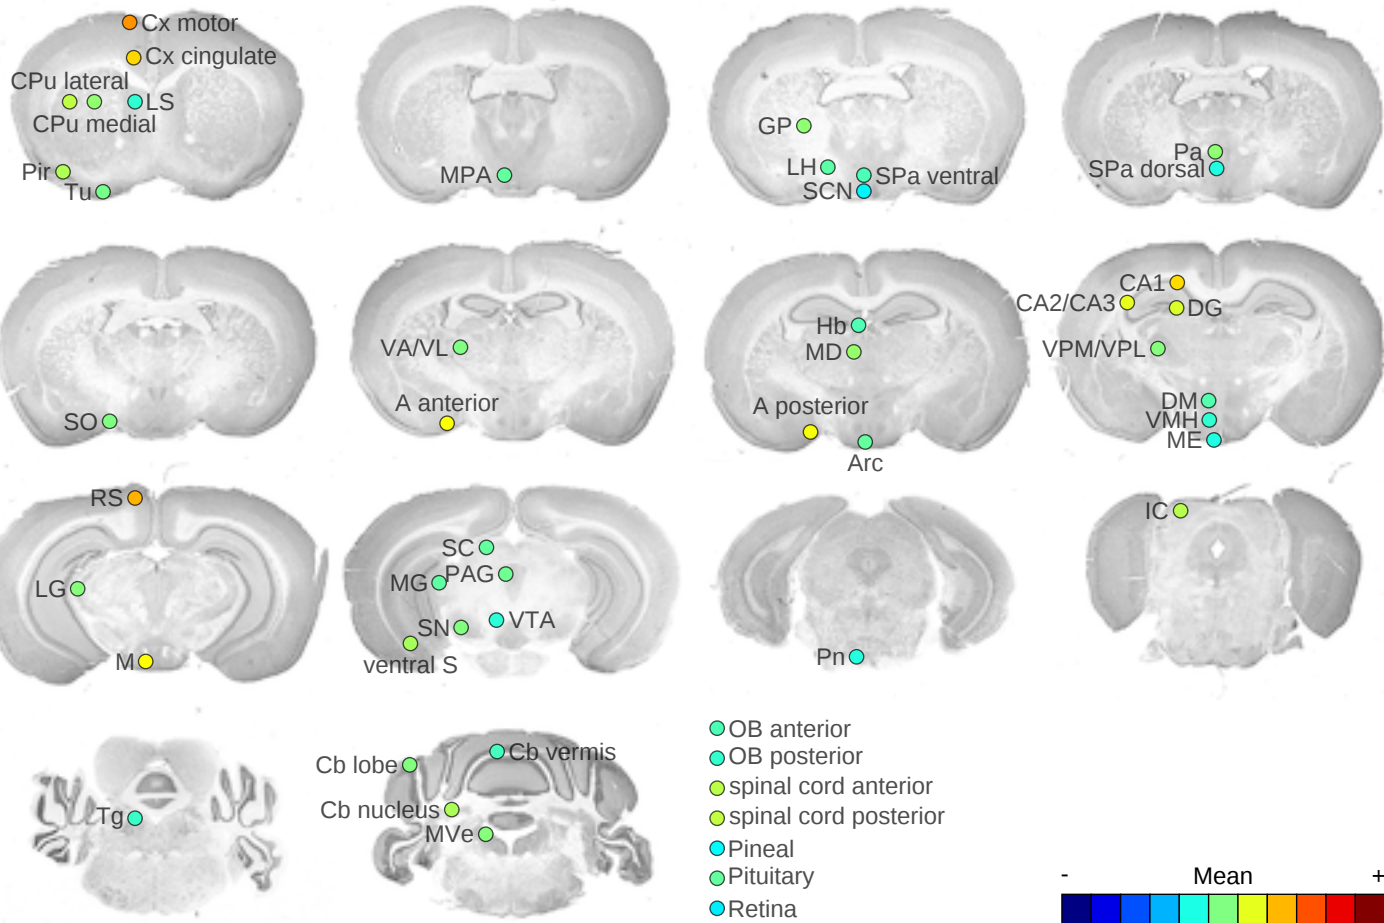 Cx motor
Cx cingulate
CPu lateral
LS
CPu medial
Pir
Tu
MPA
GP
LH
SPa ventral
SCN
Pa
SPa dorsal
SO
VA/VL
A anterior
Hb
MD
A posterior
Arc
CA1
CA2/CA3
DG
VPM/VPL
DM
VMH
ME
RS
LG
M
SC
MG
PAG
SN
VTA
ventral S
Pn
IC
Tg
Cb lobe
Cb vermis
Cb nucleus
MVe
OB anterior
OB posterior
spinal cord anterior
spinal cord posterior
Pineal
Pituitary
Retina
- Mean +